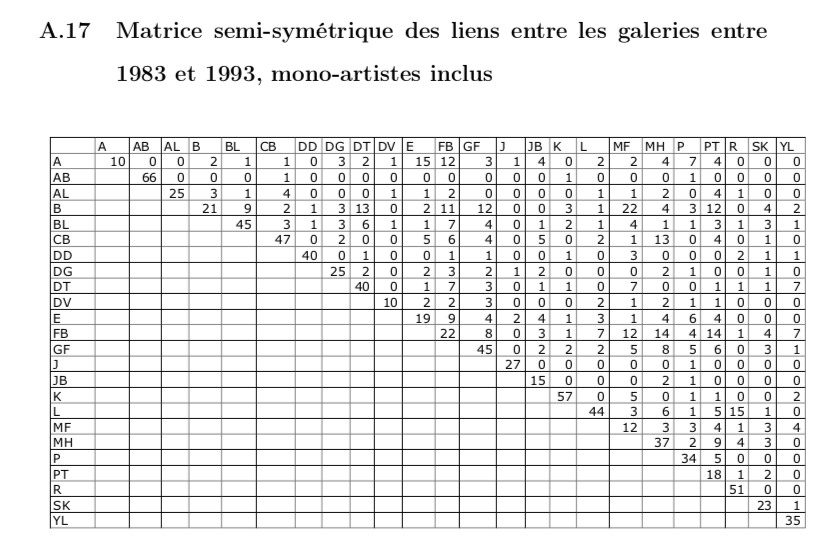 A.17 Matrice semi-symétrique des liens entre les galeries entre
1983 et 1993, mono-artistes inclus
A AB AL B BL CB DD DG DT DV E FB GF J JB K L MF MH P PT R SK YL
A 10 0 0 2 1 1 0 3 2 1 15 12 3 1 4 0 2 2 4 7 4 0 0 0
AB 66 0 0 0 1 0 0 0 0 0 0 0 0 0 1 0 0 0 1 0 0 0 0
AL 25 3 1 4 0 0 0 1 1 2 0 0 0 0 1 1 2 0 4 1 0 0
B 21 9 2 1 3 13 0 2 11 12 0 0 3 1 22 4 3 12 0 4 2
BL 45 3 1 3 6 1 1 7 4 0 1 2 1 4 1 1 3 1 3 1
CB 47 0 2 0 0 5 6 4 0 5 0 2 1 13 0 4 0 1 0
DD 40 0 1 0 0 1 1 0 0 1 0 3 0 0 0 2 1 1
DG 25 2 0 2 3 2 1 2 0 0 0 2 1 0 0 1 0
DT 40 0 1 7 3 0 1 1 0 7 0 0 1 1 1 7
DV 10 2 2 3 0 0 0 2 1 2 1 1 0 0 0
E 19 9 4 2 4 1 3 1 4 6 4 0 0 0
FB 22 8 0 3 1 7 12 14 4 14 1 4 7
GF 45 0 2 2 2 5 8 5 6 0 3 1
J 27 0 0 0 0 0 1 0 0 0 0
JB 15 0 0 0 2 1 0 0 0 0
K 57 0 5 0 1 1 0 0 2
L 44 3 6 1 5 15 1 0
MF 12 3 3 4 1 3 4
MH 37 2 9 4 3 0
P 34 5 0 0 0
PT 18 1 2 0
R 51 0 0
SK 23 1
YL 35